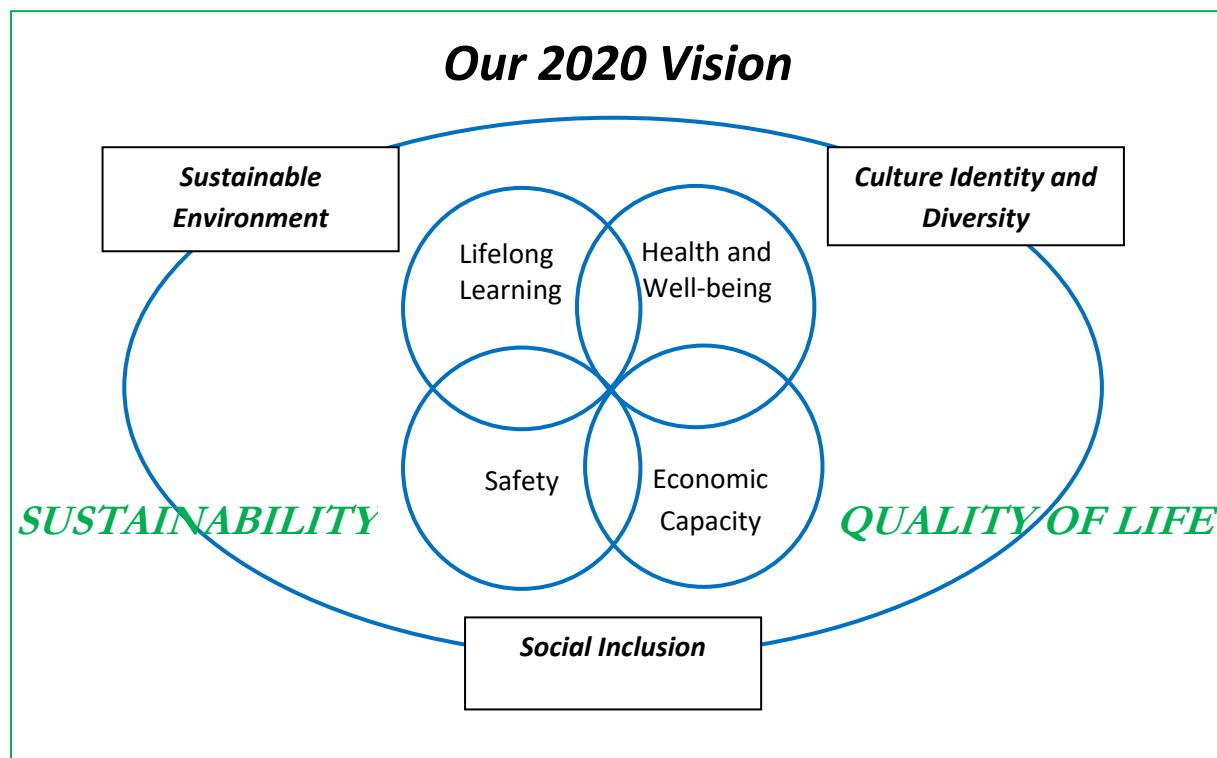 Our 2020 Vision
Sustainable
Environment
Culture Identity and
Diversity
Lifelong
Learning
Health and
Well-being
Safety
Economic
Capacity
SUSTAINABILITY
QUALITY OF LIFE
Social Inclusion